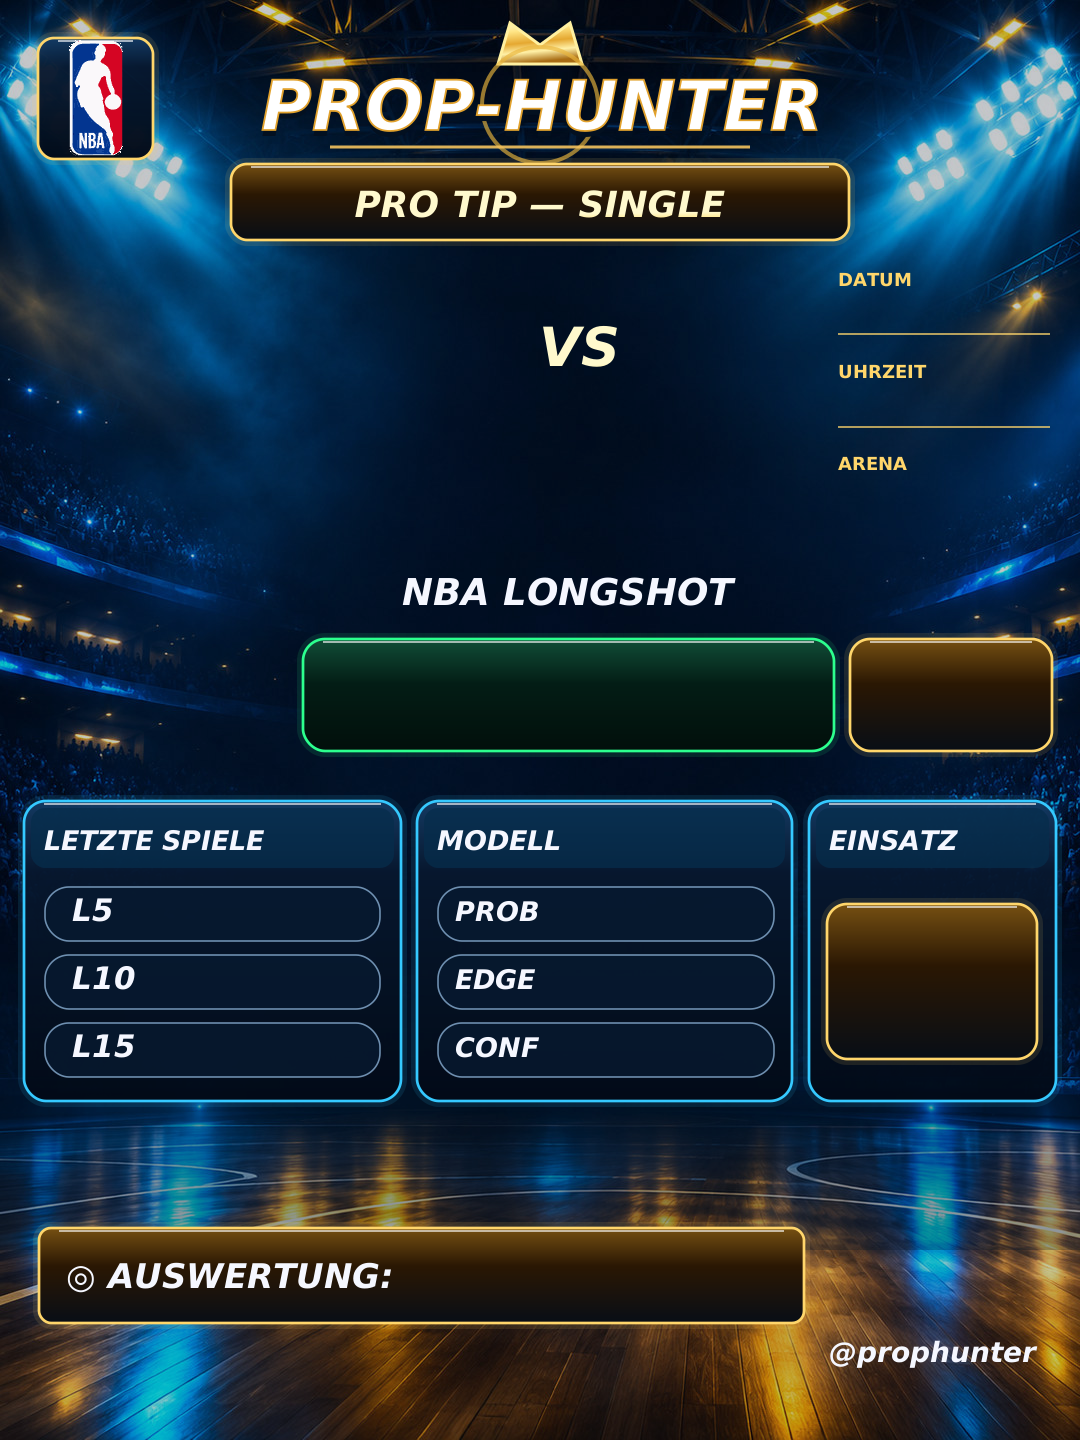 NBA
PROP-HUNTER
PRO TIP — SINGLE
DATUM
VS
UHRZEIT
ARENA
NBA LONGSHOT
LETZTE SPIELE
L5
L10
L15
MODELL
PROB
EDGE
CONF
EINSATZ
◎ AUSWERTUNG:
@prophunter